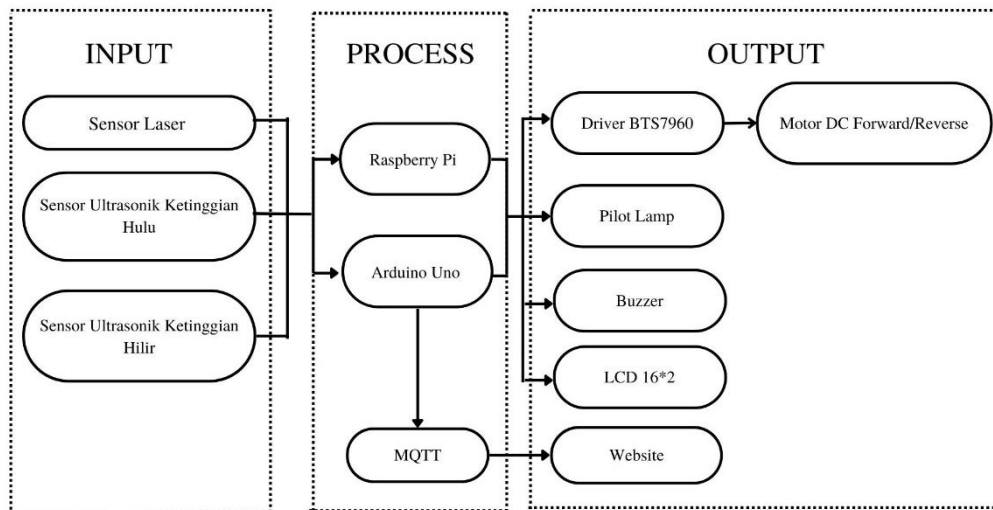 INPUT
Sensor Laser
Sensor Ultrasonik Ketinggian
Hulu
Sensor Ultrasonik Ketinggian
Hilir
PROCESS
Raspberry Pi
Arduino Uno
MQTT
OUTPUT
Driver BTS7960
Motor DC Forward/Reverse
Pilot Lamp
Buzzer
LCD 16*2
Website